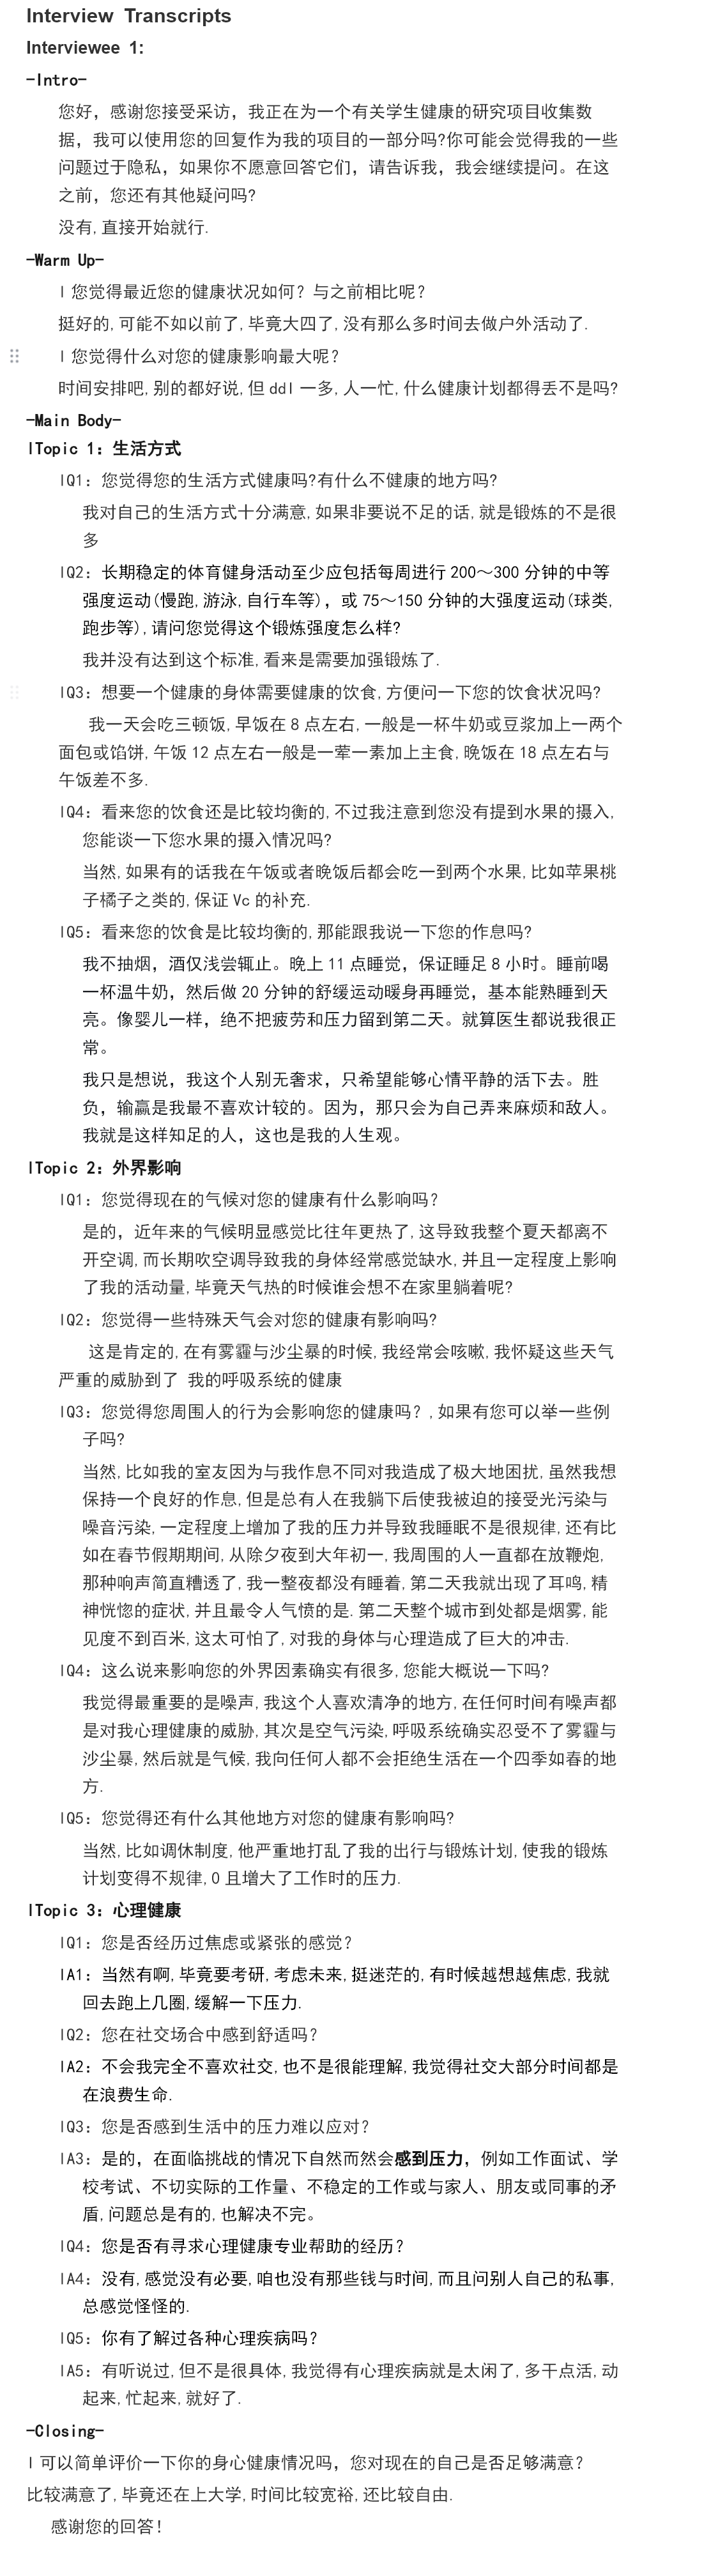 Interview Transcripts
Interviewee 1:
-Intro-
您好，感谢您接受采访，我正在为一个有关学生健康的研究项目收集数
据，我可以使用您的回复作为我的项目的一部分吗?你可能会觉得我的一些
问题过于隐私，如果你不愿意回答它们，请告诉我，我会继续提问。在这
之前，您还有其他疑问吗?
没有,直接开始就行.
-Warm Up-
l 您觉得最近您的健康状况如何？与之前相比呢？
挺好的,可能不如以前了,毕竟大四了,没有那么多时间去做户外活动了.
l 您觉得什么对您的健康影响最大呢？
时间安排吧,别的都好说,但 ddl 一多,人一忙,什么健康计划都得丢不是吗?
-Main Body-
lTopic 1：生活方式
lQ1：您觉得您的生活方式健康吗?有什么不健康的地方吗?
我对自己的生活方式十分满意,如果非要说不足的话,就是锻炼的不是很
多
lQ2：长期稳定的体育健身活动至少应包括每周进行 200～300 分钟的中等
强度运动(慢跑,游泳,自行车等)，或 75～150 分钟的大强度运动(球类,
跑步等),请问您觉得这个锻炼强度怎么样?
我并没有达到这个标准,看来是需要加强锻炼了.
lQ3：想要一个健康的身体需要健康的饮食,方便问一下您的饮食状况吗?
我一天会吃三顿饭,早饭在 8 点左右,一般是一杯牛奶或豆浆加上一两个
面包或馅饼,午饭 12 点左右一般是一荤一素加上主食,晚饭在 18 点左右与
午饭差不多.
lQ4：看来您的饮食还是比较均衡的,不过我注意到您没有提到水果的摄入,
您能谈一下您水果的摄入情况吗?
当然,如果有的话我在午饭或者晚饭后都会吃一到两个水果,比如苹果桃
子橘子之类的,保证 Vc 的补充.
lQ5：看来您的饮食是比较均衡的,那能跟我说一下您的作息吗?
我不抽烟，酒仅浅尝辄止。晚上 11 点睡觉，保证睡足 8 小时。睡前喝
一杯温牛奶，然后做 20 分钟的舒缓运动暖身再睡觉，基本能熟睡到天
亮。像婴儿一样，绝不把疲劳和压力留到第二天。就算医生都说我很正
常。
我只是想说，我这个人别无奢求，只希望能够心情平静的活下去。胜
负，输赢是我最不喜欢计较的。因为，那只会为自己弄来麻烦和敌人。
我就是这样知足的人，这也是我的人生观。
lTopic 2：外界影响
lQ1：您觉得现在的气候对您的健康有什么影响吗？
是的，近年来的气候明显感觉比往年更热了,这导致我整个夏天都离不
开空调,而长期吹空调导致我的身体经常感觉缺水,并且一定程度上影响
了我的活动量,毕竟天气热的时候谁会想不在家里躺着呢?
lQ2：您觉得一些特殊天气会对您的健康有影响吗?
这是肯定的,在有雾霾与沙尘暴的时候,我经常会咳嗽,我怀疑这些天气
严重的威胁到了 我的呼吸系统的健康
lQ3：您觉得您周围人的行为会影响您的健康吗？,如果有您可以举一些例
子吗?
当然,比如我的室友因为与我作息不同对我造成了极大地困扰,虽然我想
保持一个良好的作息,但是总有人在我躺下后使我被迫的接受光污染与
噪音污染,一定程度上增加了我的压力并导致我睡眠不是很规律,还有比
如在春节假期期间,从除夕夜到大年初一,我周围的人一直都在放鞭炮,
那种响声简直糟透了,我一整夜都没有睡着,第二天我就出现了耳鸣,精
神恍惚的症状,并且最令人气愤的是.第二天整个城市到处都是烟雾,能
见度不到百米,这太可怕了,对我的身体与心理造成了巨大的冲击.
lQ4：这么说来影响您的外界因素确实有很多,您能大概说一下吗?
我觉得最重要的是噪声,我这个人喜欢清净的地方,在任何时间有噪声都
是对我心理健康的威胁,其次是空气污染,呼吸系统确实忍受不了雾霾与
沙尘暴,然后就是气候,我向任何人都不会拒绝生活在一个四季如春的地
方.
lQ5：您觉得还有什么其他地方对您的健康有影响吗?
当然,比如调休制度,他严重地打乱了我的出行与锻炼计划,使我的锻炼
计划变得不规律,0 且增大了工作时的压力.
lTopic 3：心理健康
lQ1：您是否经历过焦虑或紧张的感觉？
lA1：当然有啊,毕竟要考研,考虑未来,挺迷茫的,有时候越想越焦虑,我就
回去跑上几圈,缓解一下压力.
lQ2：您在社交场合中感到舒适吗？
lA2：不会我完全不喜欢社交,也不是很能理解,我觉得社交大部分时间都是
在浪费生命.
lQ3：您是否感到生活中的压力难以应对？
lA3：是的，在面临挑战的情况下自然而然会感到压力，例如工作面试、学
校考试、不切实际的工作量、不稳定的工作或与家人、朋友或同事的矛
盾,问题总是有的,也解决不完。
lQ4：您是否有寻求心理健康专业帮助的经历？
lA4：没有,感觉没有必要,咱也没有那些钱与时间,而且问别人自己的私事,
总感觉怪怪的.
lQ5：你有了解过各种心理疾病吗？
lA5：有听说过,但不是很具体,我觉得有心理疾病就是太闲了,多干点活,动
起来,忙起来,就好了.
-Closing-
l 可以简单评价一下你的身心健康情况吗，您对现在的自己是否足够满意？
比较满意了,毕竟还在上大学,时间比较宽裕,还比较自由.
感谢您的回答！